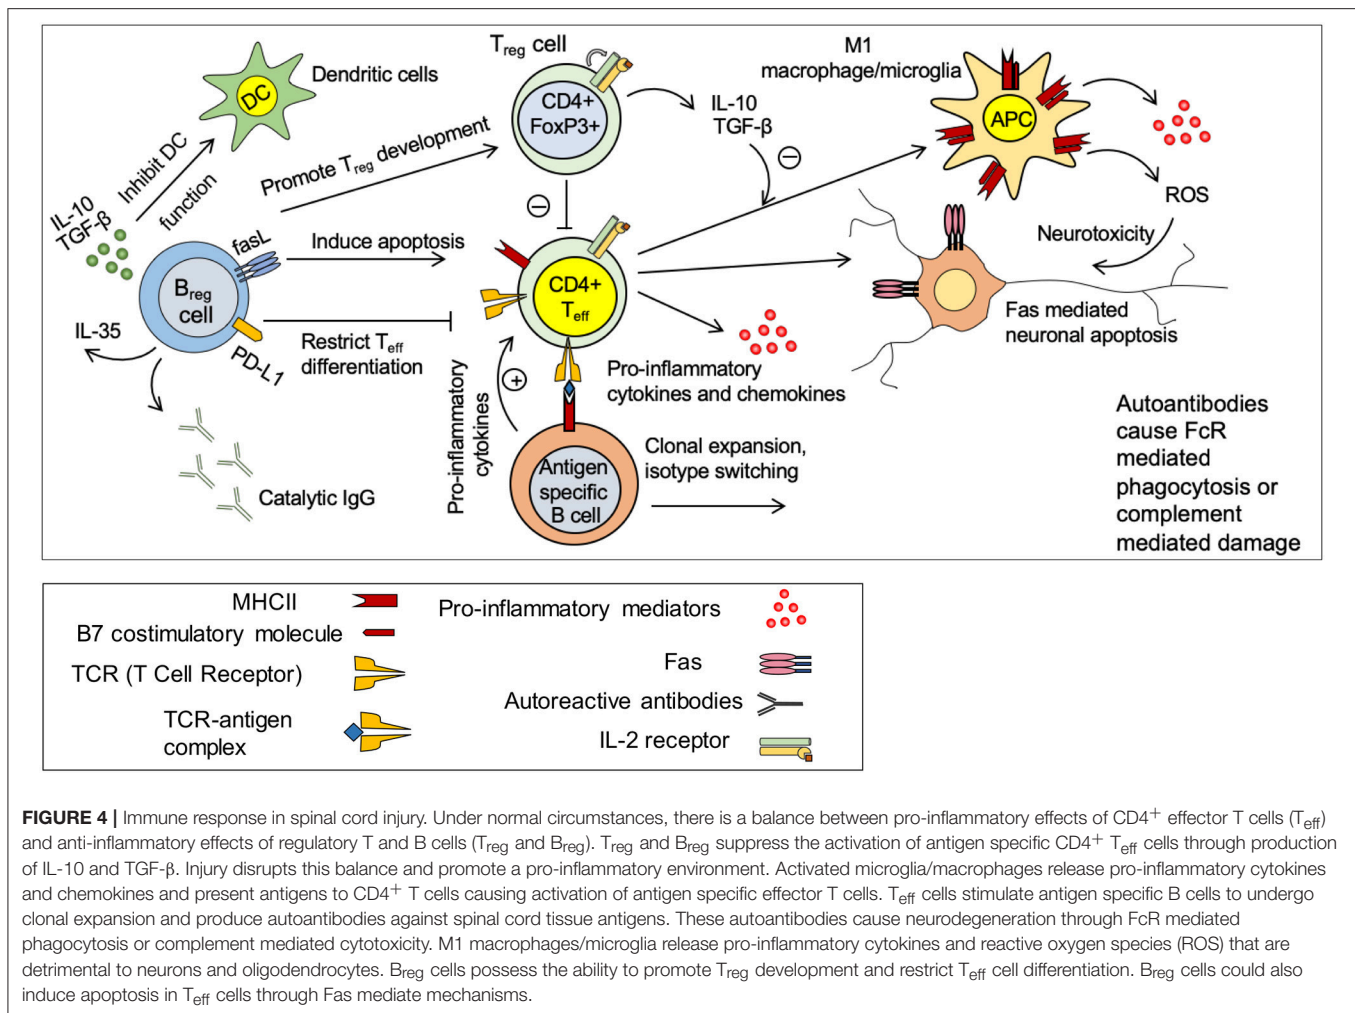 Treg cell
M1
macrophage/microglia
Dendritic cells
DC
CD4+
FoxP3+
IL-10
TGF-β
APC
Inhibit DC
function
Promote Treg development
IL-10
TGF-β
ROS
fasL
Induce apoptosis
Neurotoxicity
Breg
cell
CD4+
Teff
Fas mediated
neuronal apoptosis
IL-35
PD-L1
Restrict Teff
differentiation
Pro-inflammatory
cytokines
Pro-inflammatory
cytokines and chemokines
Clonal expansion,
isotype switching
Antigen
specific
B cell
Catalytic IgG
Autoantibodies
cause FcR
mediated
phagocytosis or
complement
mediated damage
MHCII
B7 costimulatory molecule
TCR (T Cell Receptor)
TCR-antigen
complex
Pro-inflammatory mediators
Fas
Autoreactive antibodies
IL-2 receptor
FIGURE 4 | Immune response in spinal cord injury. Under normal circumstances, there is a balance between pro-inflammatory effects of CD4+ effector T cells (Teff)
and anti-inflammatory effects of regulatory T and B cells (Treg and Breg). Treg and Breg suppress the activation of antigen specific CD4+ Teff cells through production
of IL-10 and TGF-β. Injury disrupts this balance and promote a pro-inflammatory environment. Activated microglia/macrophages release pro-inflammatory cytokines
and chemokines and present antigens to CD4+ T cells causing activation of antigen specific effector T cells. Teff cells stimulate antigen specific B cells to undergo
clonal expansion and produce autoantibodies against spinal cord tissue antigens. These autoantibodies cause neurodegeneration through FcR mediated
phagocytosis or complement mediated cytotoxicity. M1 macrophages/microglia release pro-inflammatory cytokines and reactive oxygen species (ROS) that are
detrimental to neurons and oligodendrocytes. Breg cells possess the ability to promote Treg development and restrict Teff cell differentiation. Breg cells could also
induce apoptosis in Teff cells through Fas mediate mechanisms.